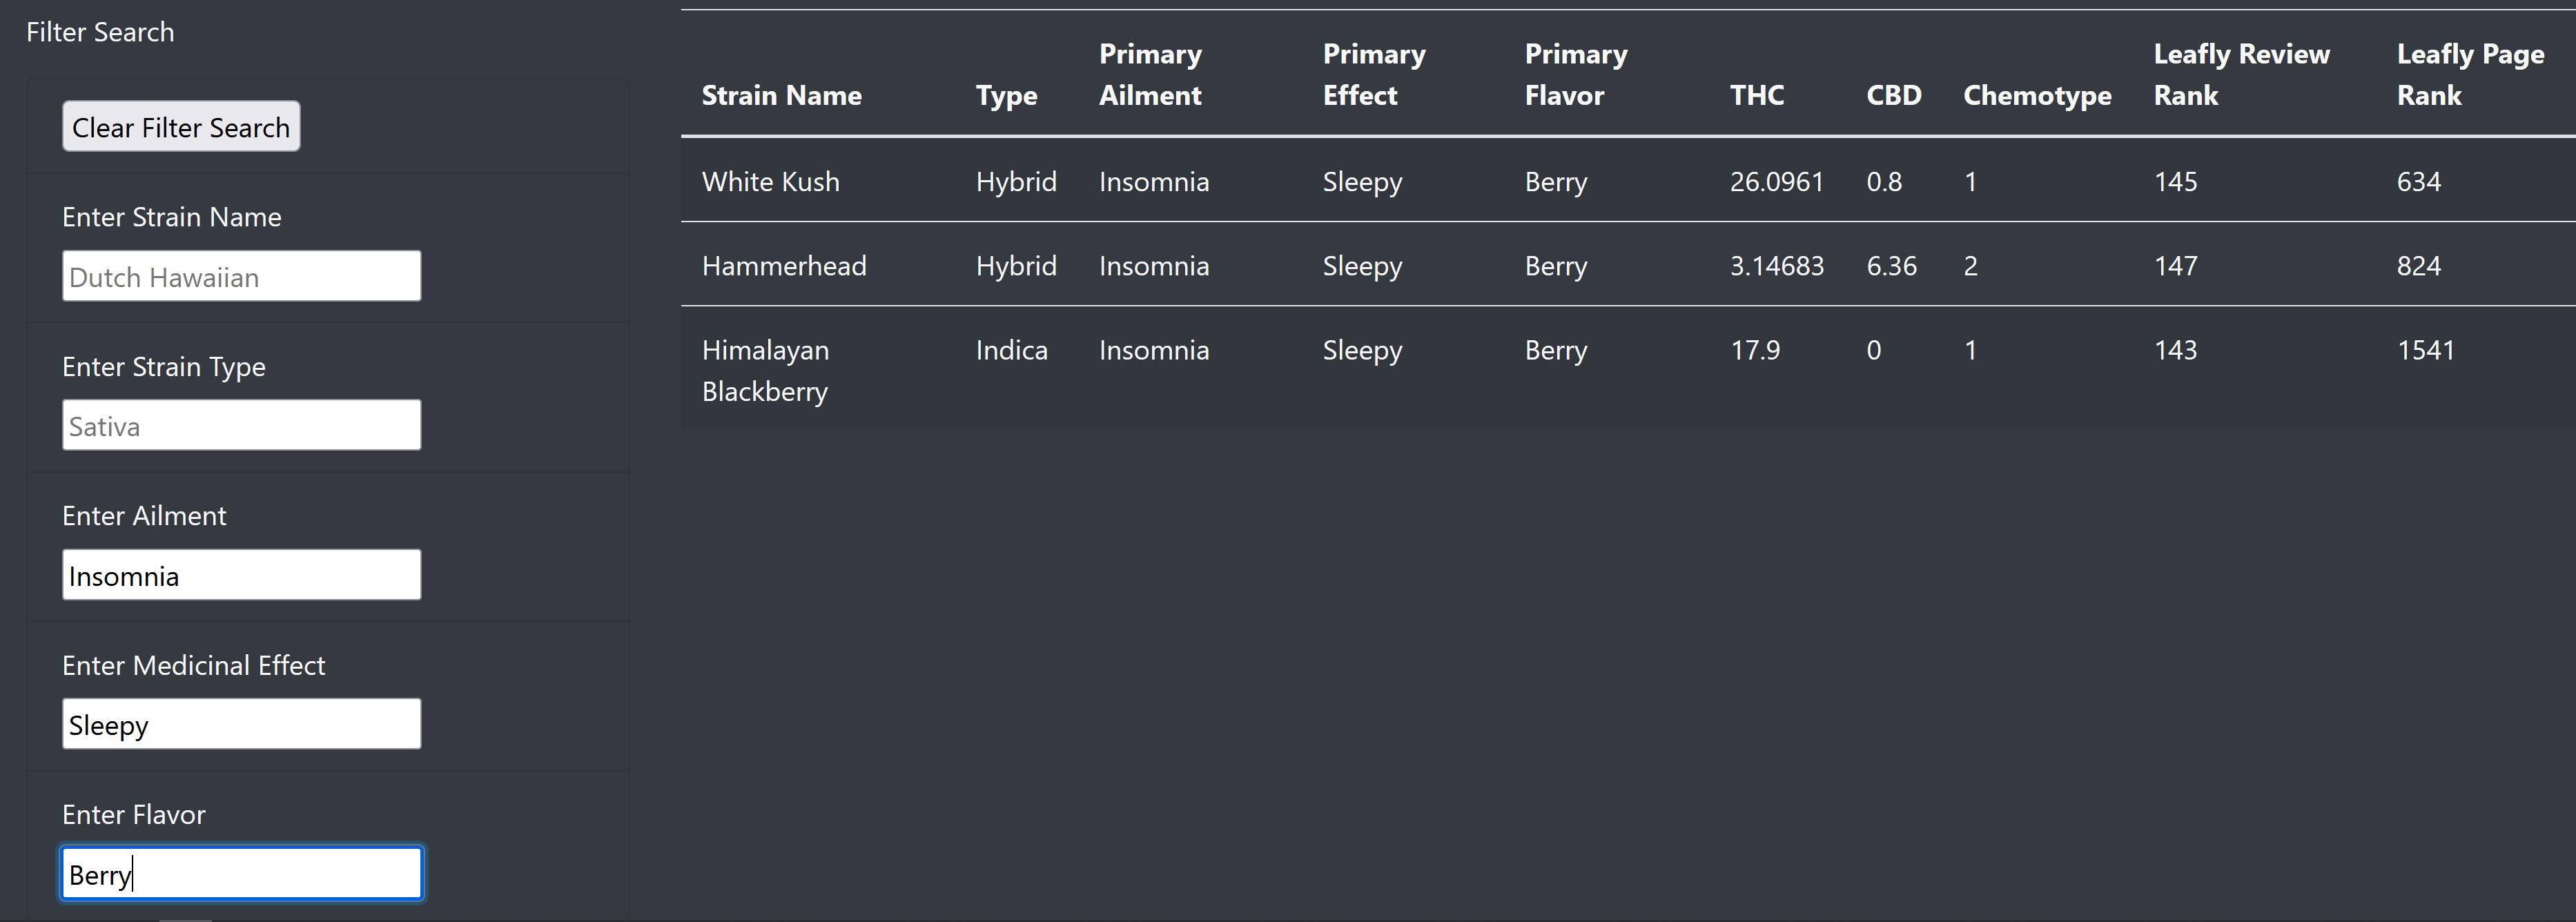 Filter Search
Clear Filter Search
Enter Strain Name
Dutch Hawaiian
Enter Strain Type
Sativa
Enter Ailment
Insomnia
Enter Medicinal Effect
Sleepy
Enter Flavor
Berry
Strain Name Type Primary Ailment Primary Effect Primary Flavor THC CBD Chemotype Leafly Review Rank Leafly Page Rank
White Kush Hybrid Insomnia Sleepy Berry 26.0961 0.8 1 145 634
Hammerhead Hybrid Insomnia Sleepy Berry 3.14683 6.36 2 147 824
Himalayan Blackberry Indica Insomnia Sleepy Berry 17.9 0 1 143 1541